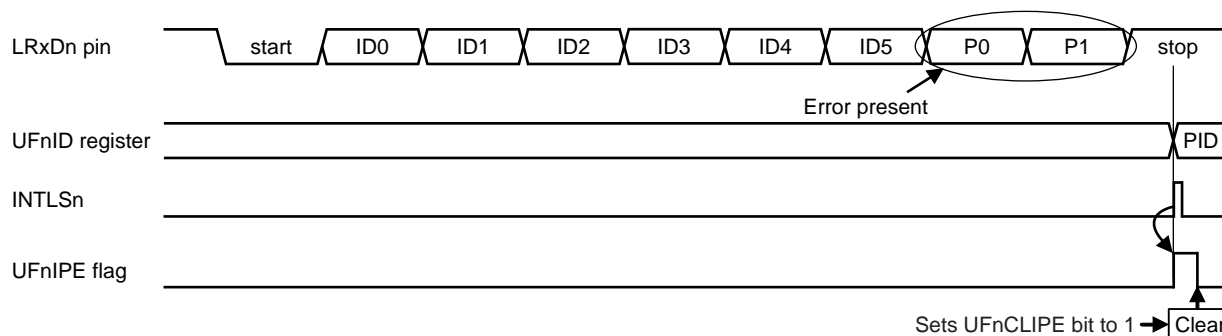 LRxDn pin start ID0 ID1 ID2 ID3 ID4 ID5 P0 P1 stop
Error present
UFnID register PID
INTLSn
UFnIPE flag
Sets UFnCLIPE bit to 1 Clear